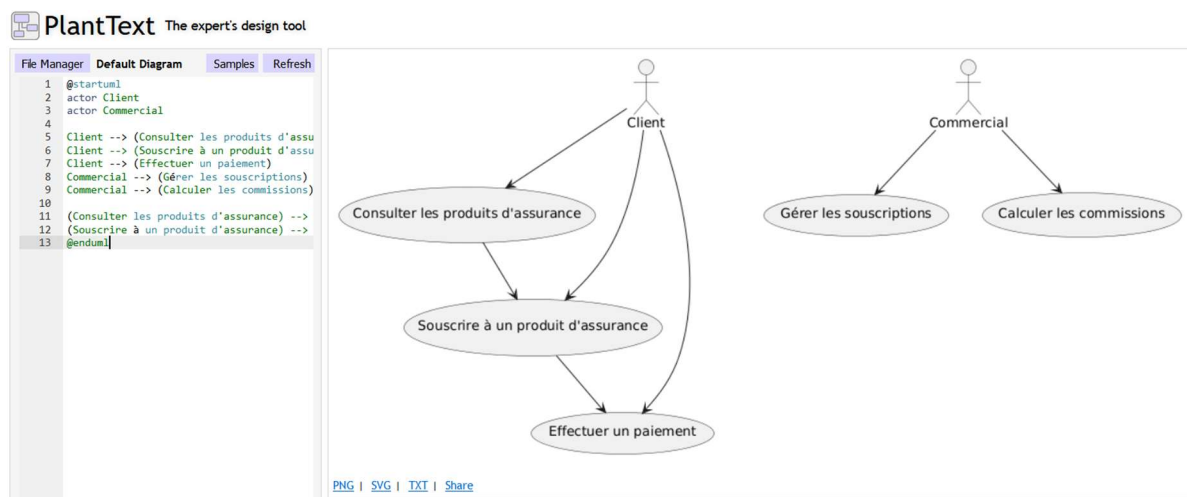 PlantText The expert's design tool
File Manager Default Diagram Samples Refresh
1 @startuml
2 actor Client
3 actor Commercial
4
5 Client --> (Consulter les produits d'assu
6 Client --> (Souscrire à un produit d'assu
7 Client --> (Effectuer un paiement)
8 Commercial --> (Gérer les souscriptions)
9 Commercial --> (Calculer les commissions)
10
11 (Consulter les produits d'assurance) -->
12 (Souscrire à un produit d'assurance) -->
13 @enduml
Client
Commercial
Consulter les produits d'assurance
Gérer les souscriptions
Calculer les commissions
Souscrire à un produit d'assurance
Effectuer un paiement
PNG | SVG | TXT | Share